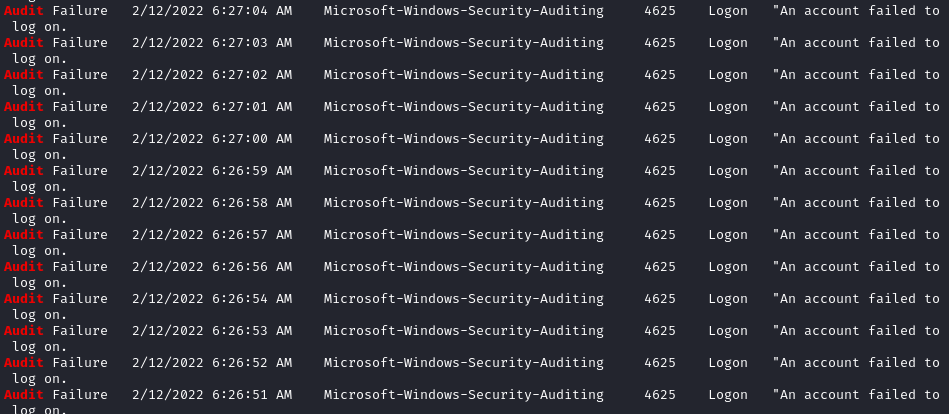 Audit Failure 2/12/2022 6:27:04 AM Microsoft-Windows-Security-Auditing 4625 Logon "An account failed to
log on.
Audit Failure 2/12/2022 6:27:03 AM Microsoft-Windows-Security-Auditing 4625 Logon "An account failed to
log on.
Audit Failure 2/12/2022 6:27:02 AM Microsoft-Windows-Security-Auditing 4625 Logon "An account failed to
log on.
Audit Failure 2/12/2022 6:27:01 AM Microsoft-Windows-Security-Auditing 4625 Logon "An account failed to
log on.
Audit Failure 2/12/2022 6:27:00 AM Microsoft-Windows-Security-Auditing 4625 Logon "An account failed to
log on.
Audit Failure 2/12/2022 6:26:59 AM Microsoft-Windows-Security-Auditing 4625 Logon "An account failed to
log on.
Audit Failure 2/12/2022 6:26:58 AM Microsoft-Windows-Security-Auditing 4625 Logon "An account failed to
log on.
Audit Failure 2/12/2022 6:26:57 AM Microsoft-Windows-Security-Auditing 4625 Logon "An account failed to
log on.
Audit Failure 2/12/2022 6:26:56 AM Microsoft-Windows-Security-Auditing 4625 Logon "An account failed to
log on.
Audit Failure 2/12/2022 6:26:54 AM Microsoft-Windows-Security-Auditing 4625 Logon "An account failed to
log on.
Audit Failure 2/12/2022 6:26:53 AM Microsoft-Windows-Security-Auditing 4625 Logon "An account failed to
log on.
Audit Failure 2/12/2022 6:26:52 AM Microsoft-Windows-Security-Auditing 4625 Logon "An account failed to
log on.
Audit Failure 2/12/2022 6:26:51 AM Microsoft-Windows-Security-Auditing 4625 Logon "An account failed to
log on.